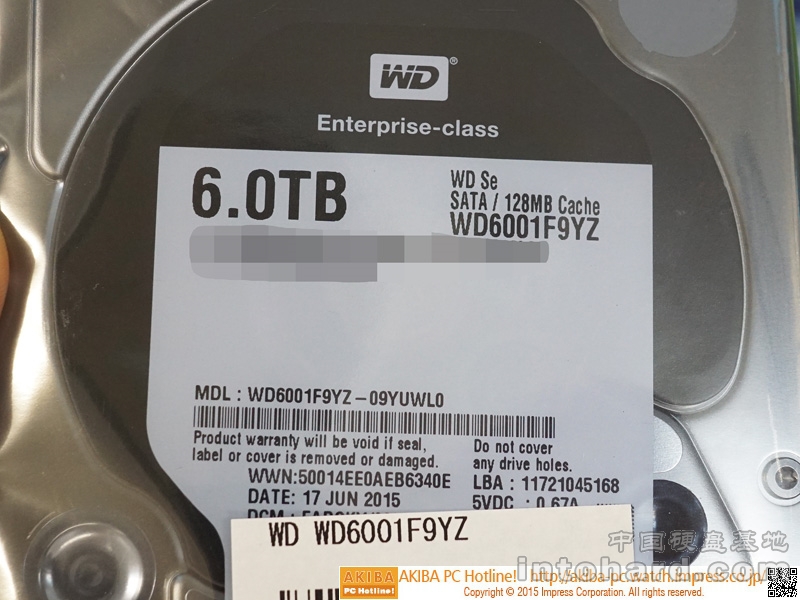 WD®
Enterprise-class
6.0TB
WD Se
SATA / 128MB Cache
WD6001F9YZ
MDL : WD6001F9YZ-09YUWL0
Product warranty will be void if seal,
label or cover is removed or damaged.
Do not cover
any drive holes.
WWN:50014EE0AEB6340E
LBA : 11721045168
DATE: 17 JUN 2015
5VDC : 0.67A
DCM :
WD WD6001F9YZ
中国硬盘基地
intohard.com
AKIBA
PC Hotline!
AKIBA PC Hotline! http://akiba-pc.watch.impress.co.jp/
Copyright © 2015 Impress Corporation. All rights reserved.